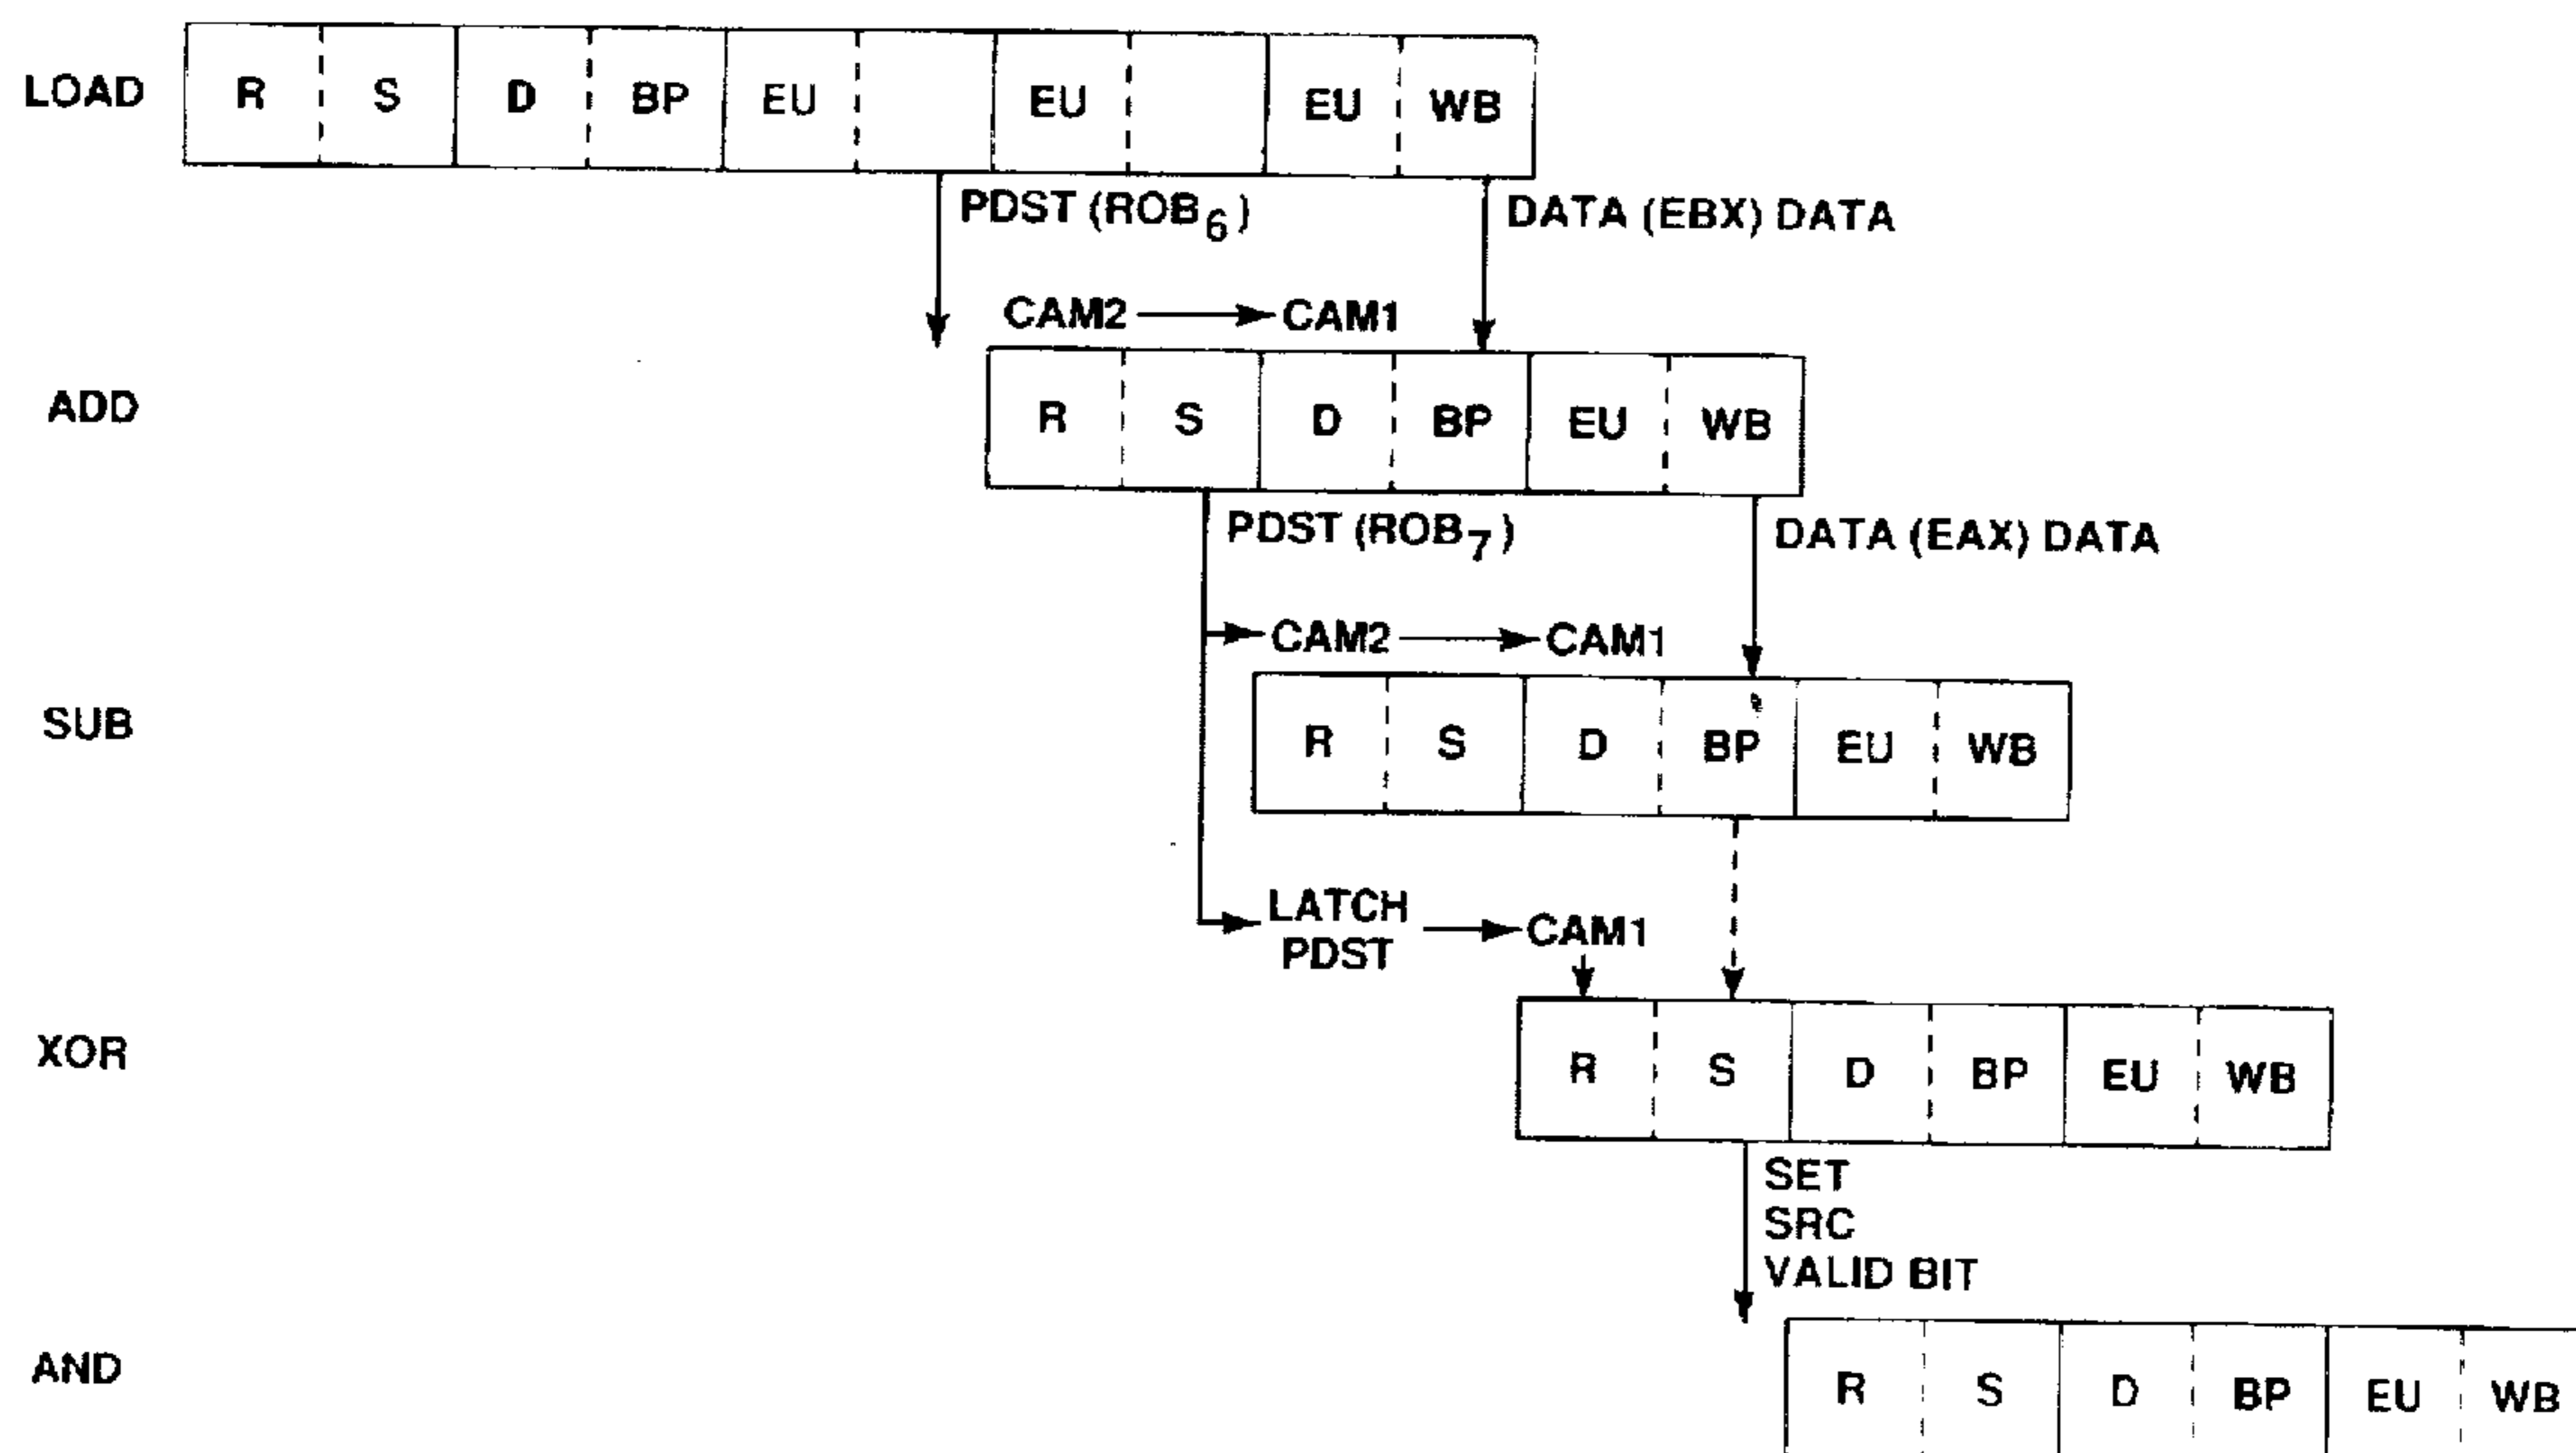 LOAD R S D BP EU EU EU WB
PDST (ROB6) DATA (EBX) DATA
CAM2 CAM1
ADD R S D BP EU WB
PDST (ROB7) DATA (EAX) DATA
CAM2 CAM1
SUB R S D BP EU WB
LATCH
PDST CAM1
XOR R S D BP EU WB
SET
SRC
VALID BIT
AND R S D BP EU WB